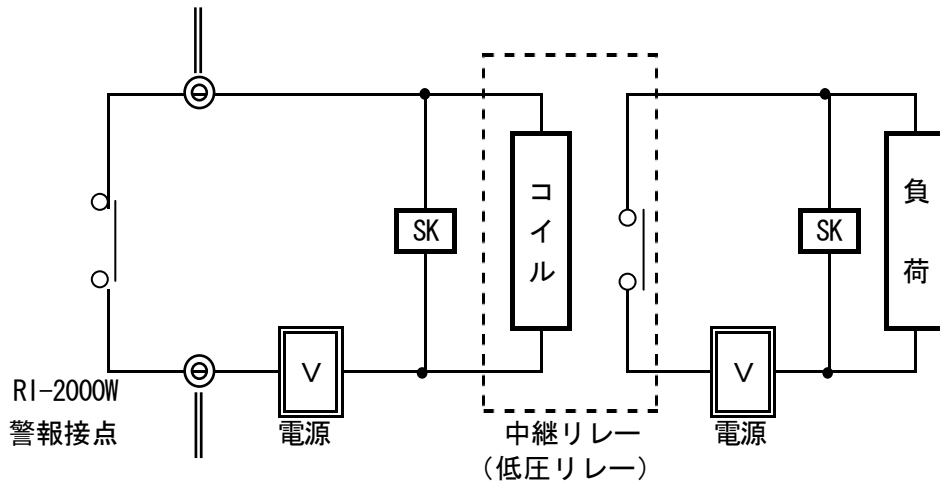 SK
コイル
SK
負荷
V
V
RI-2000W
警報接点
電源
中継リレー
(低圧リレー)
電源